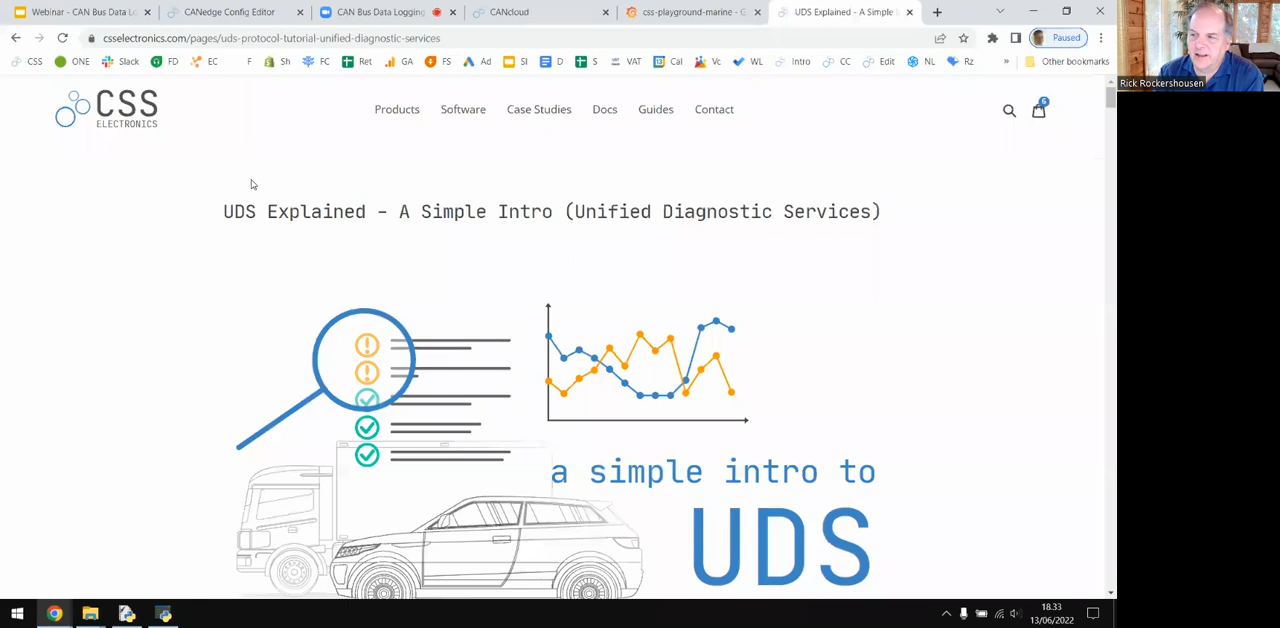 Webinar - CAN Bus Data Lo
CANedge Config Editor
CAN Bus Data Logging
CANcloud
css-playground-marine - G
UDS Explained - A Simple I
csselectronics.com/pages/uds-protocol-tutorial-unified-diagnostic-services
Paused
CSS
ONE
Slack
FD
EC
F
Sh
FC
Ret
GA
FS
Ad
SI
D
S
VAT
Cal
Vc
WL
Intro
CC
Edit
NL
Rz
»
Other bookmarks
Rick Rockershousen
CSS
ELECTRONICS
Products
Software
Case Studies
Docs
Guides
Contact
6
UDS Explained - A Simple Intro (Unified Diagnostic Services)
a simple intro to
UDS
18.33
13/06/2022